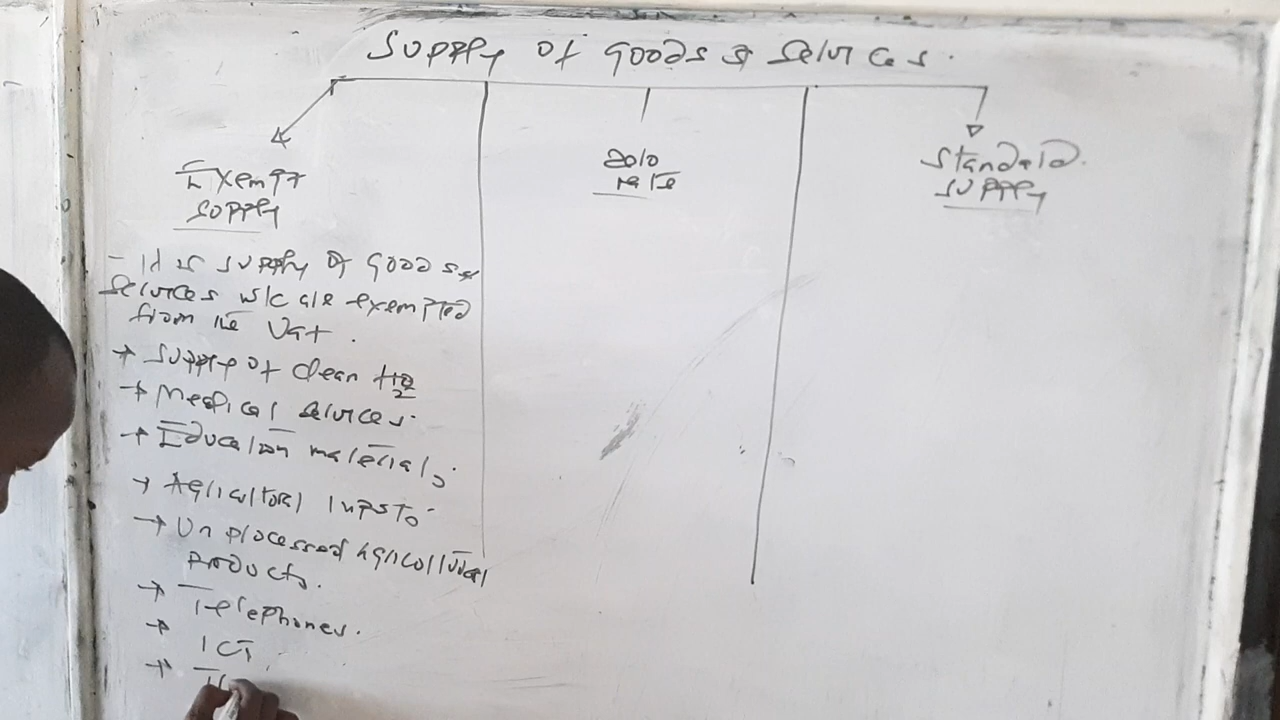 Supply of goods & services.
Exempt
supply
Zero
rate
Standard.
supply
- It is supply of goods &
services w/c are exempted
from the Vat.
→ Supply of clean H2O
→ Medical services.
→ Education materials.
→ Agricultural inputs.
→ Unprocessed Agricultural
products.
→ Telephones.
→ ICT
→